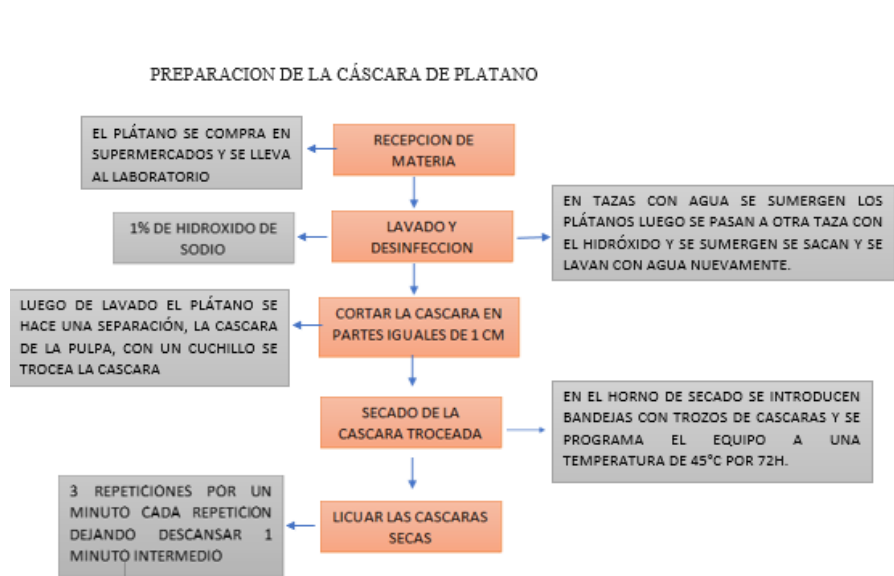 PREPARACION DE LA CÁSCARA DE PLATANO
EL PLÁTANO SE COMPRA EN
SUPERMERCADOS Y SE LLEVA
AL LABORATORIO
RECEPCION DE
MATERIA
1% DE HIDROXIDO DE
SODIO
LAVADO Y
DESINFECCION
EN TAZAS CON AGUA SE SUMERGEN LOS
PLÁTANOS LUEGO SE PASAN A OTRA TAZA CON
EL HIDRÓXIDO Y SE SUMERGEN SE SACAN Y SE
LAVAN CON AGUA NUEVAMENTE.
LUEGO DE LAVADO EL PLÁTANO SE
HACE UNA SEPARACIÓN, LA CASCARA
DE LA PULPA, CON UN CUCHILLO SE
TROCEA LA CASCARA
CORTAR LA CASCARA EN
PARTES IGUALES DE 1 CM
SECADO DE LA
CASCARA TROCEADA
EN EL HORNO DE SECADO SE INTRODUCEN
BANDEJAS CON TROZOS DE CASCARAS Y SE
PROGRAMA EL EQUIPO A UNA
TEMPERATURA DE 45°C POR 72H.
3 REPETICIONES POR UN
MINUTO CADA REPETICIÓN
DEJANDO DESCANSAR 1
MINUTO INTERMEDIO
LICUAR LAS CASCARAS
SECAS